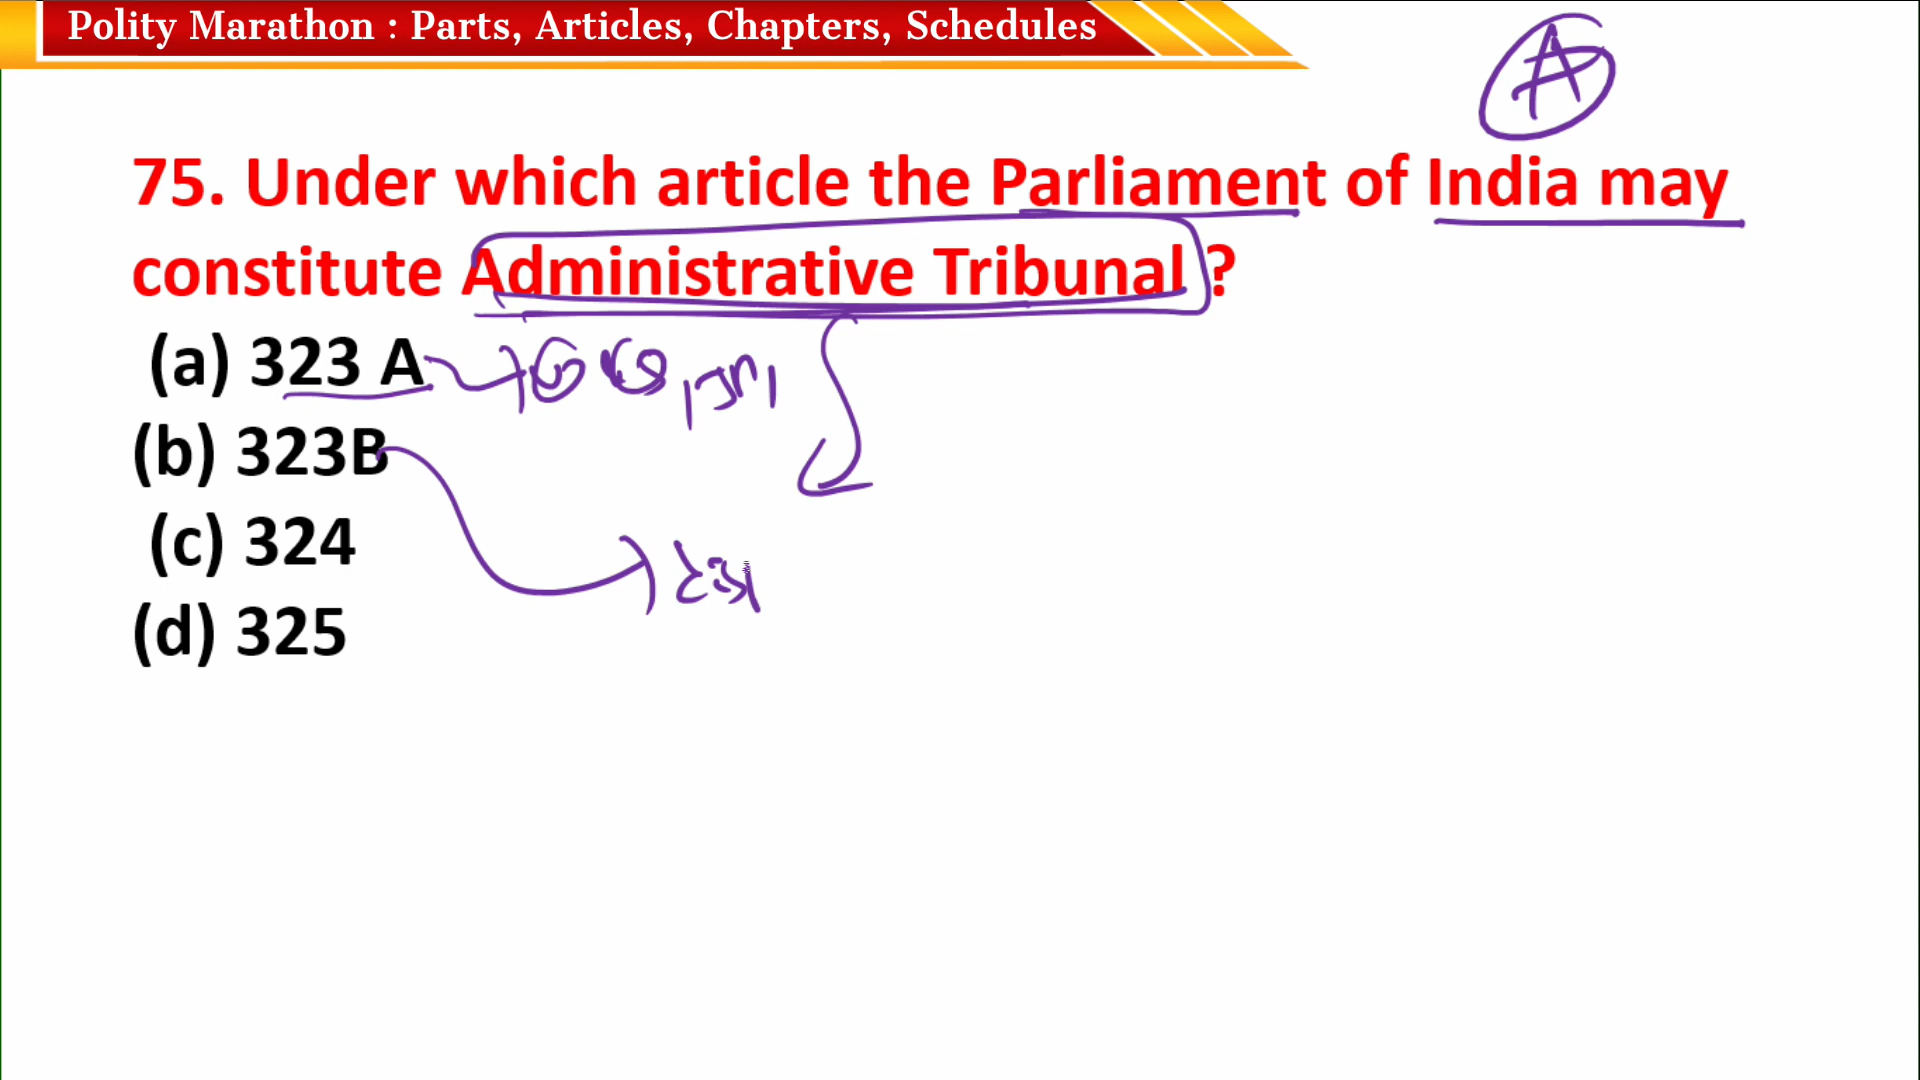 Polity Marathon : Parts, Articles, Chapters, Schedules
A
75. Under which article the Parliament of India may
constitute Administrative Tribunal ?
(a) 323 A
(b) 323B
(c) 324
(d) 325